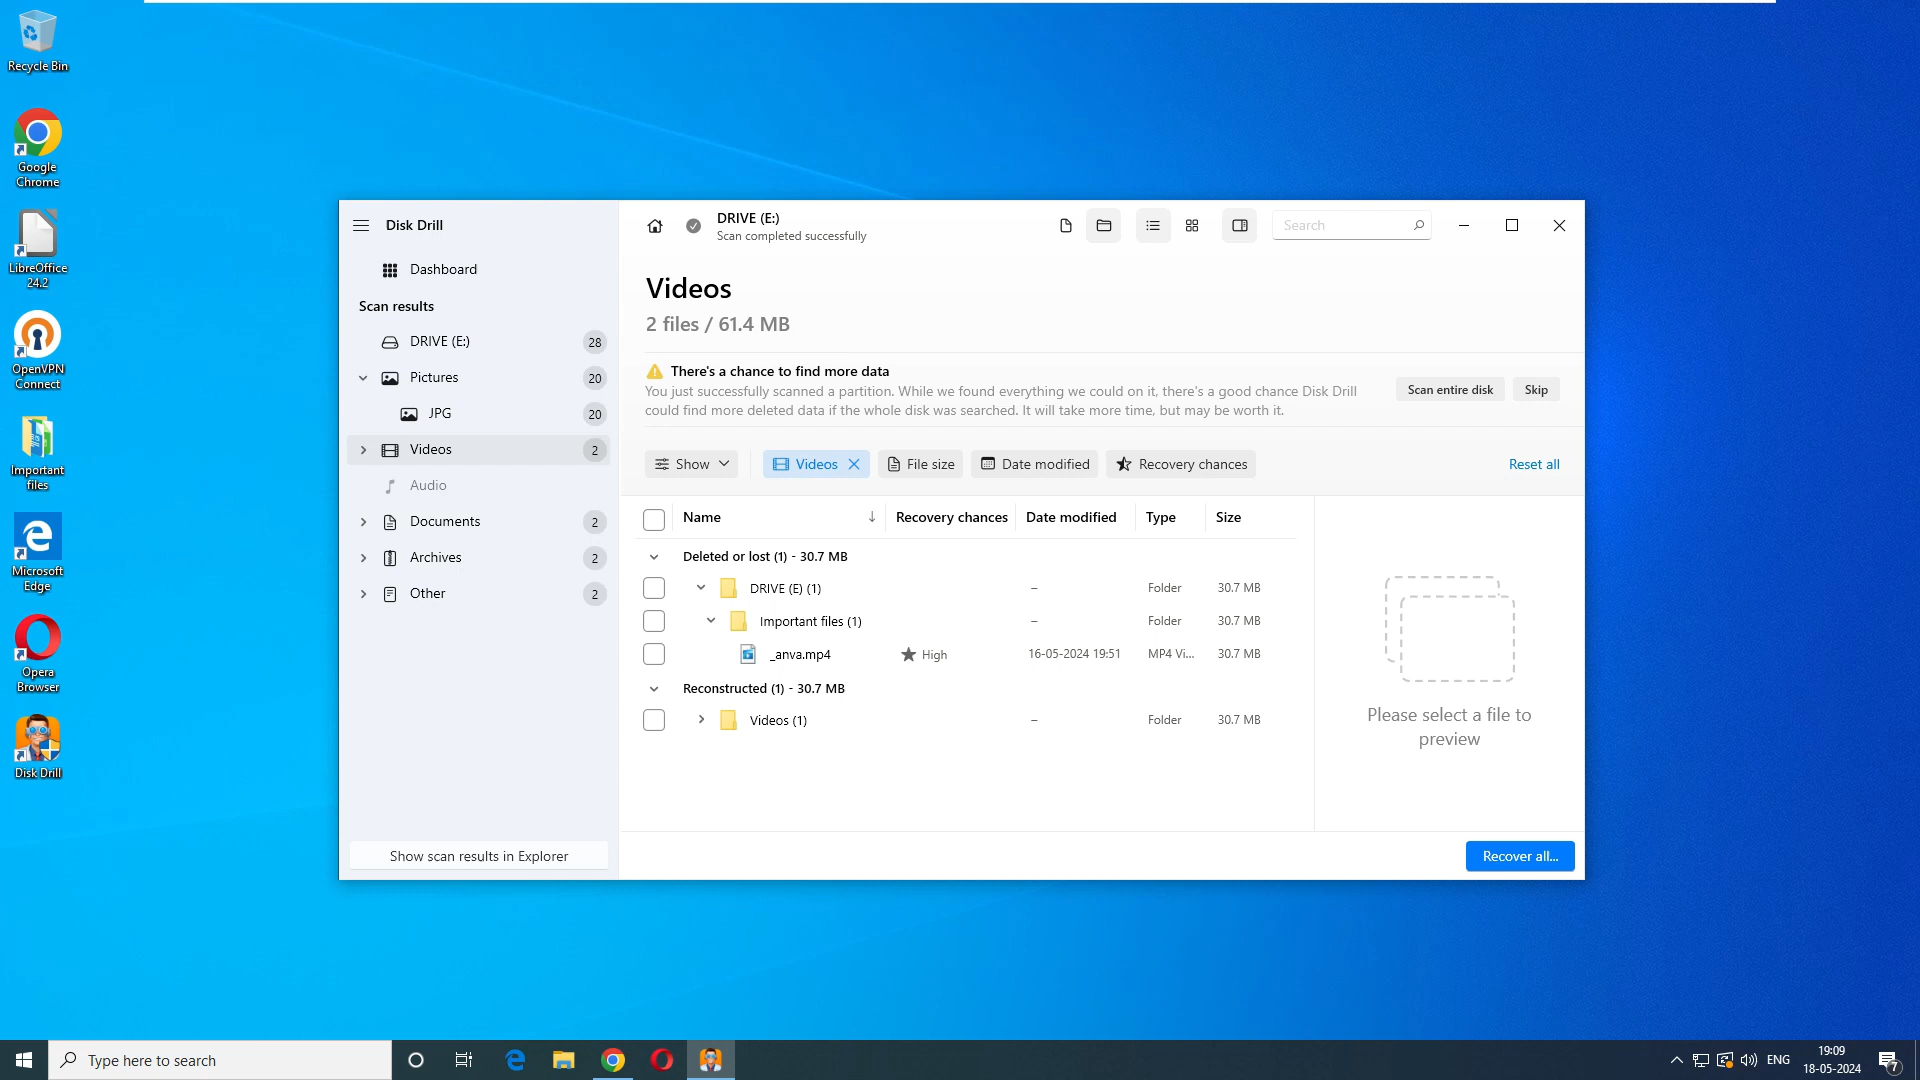 Recycle Bin
Google
Chrome
LibreOffice
24.2
OpenVPN
Connect
Important
files
Microsoft
Edge
Opera
Browser
Disk Drill
Disk Drill
Dashboard
Scan results
DRIVE (E:) 28
Pictures 20
JPG 20
Videos 2
Audio
Documents 2
Archives 2
Other 2
Show scan results in Explorer
DRIVE (E:)
Scan completed successfully
Search
Videos
2 files / 61.4 MB
There's a chance to find more data
You just successfully scanned a partition. While we found everything we could on it, there's a good chance Disk Drill
could find more deleted data if the whole disk was searched. It will take more time, but may be worth it.
Scan entire disk Skip
Show Videos File size Date modified Recovery chances Reset all
Name Recovery chances Date modified Type Size
Deleted or lost (1) - 30.7 MB
DRIVE (E) (1) – Folder 30.7 MB
Important files (1) – Folder 30.7 MB
_anva.mp4 High 16-05-2024 19:51 MP4 Vi... 30.7 MB
Reconstructed (1) - 30.7 MB
Videos (1) – Folder 30.7 MB
Please select a file to
preview
Recover all...
Type here to search
ENG
19:09
18-05-2024
7